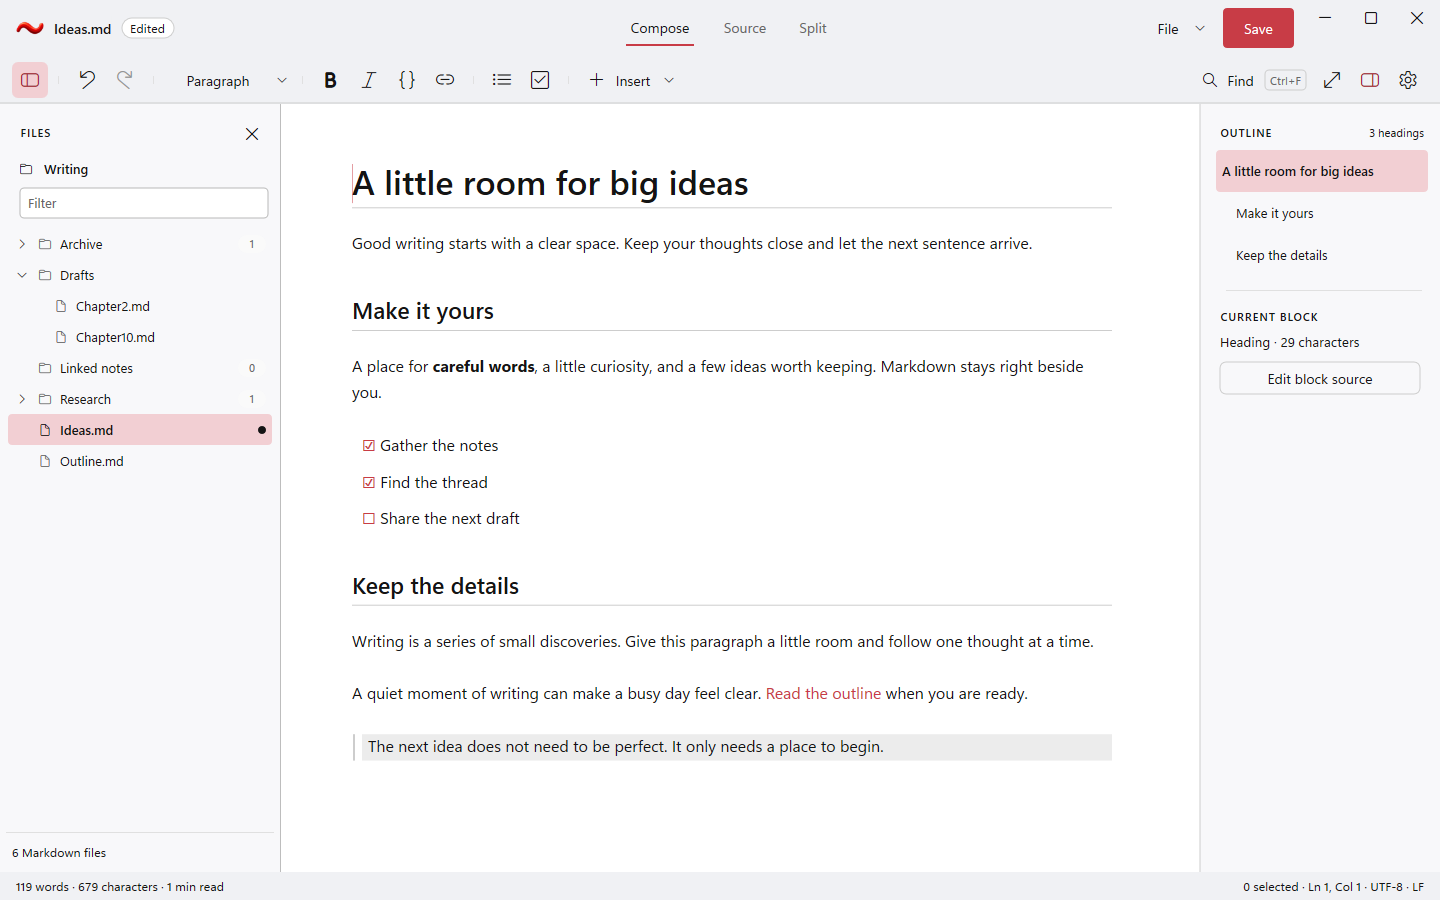 Ideas.md Edited Compose Source Split File Save
Paragraph B I {} Insert Find Ctrl+F
FILES
Writing
Filter
Archive 1
Drafts
Chapter2.md
Chapter10.md
Linked notes 0
Research 1
Ideas.md
Outline.md
6 Markdown files
A little room for big ideas
Good writing starts with a clear space. Keep your thoughts close and let the next sentence arrive.
Make it yours
A place for careful words, a little curiosity, and a few ideas worth keeping. Markdown stays right beside
you.
Gather the notes
Find the thread
Share the next draft
Keep the details
Writing is a series of small discoveries. Give this paragraph a little room and follow one thought at a time.
A quiet moment of writing can make a busy day feel clear. Read the outline when you are ready.
The next idea does not need to be perfect. It only needs a place to begin.
OUTLINE 3 headings
A little room for big ideas
Make it yours
Keep the details
CURRENT BLOCK
Heading · 29 characters
Edit block source
119 words · 679 characters · 1 min read
0 selected · Ln 1, Col 1 · UTF-8 · LF